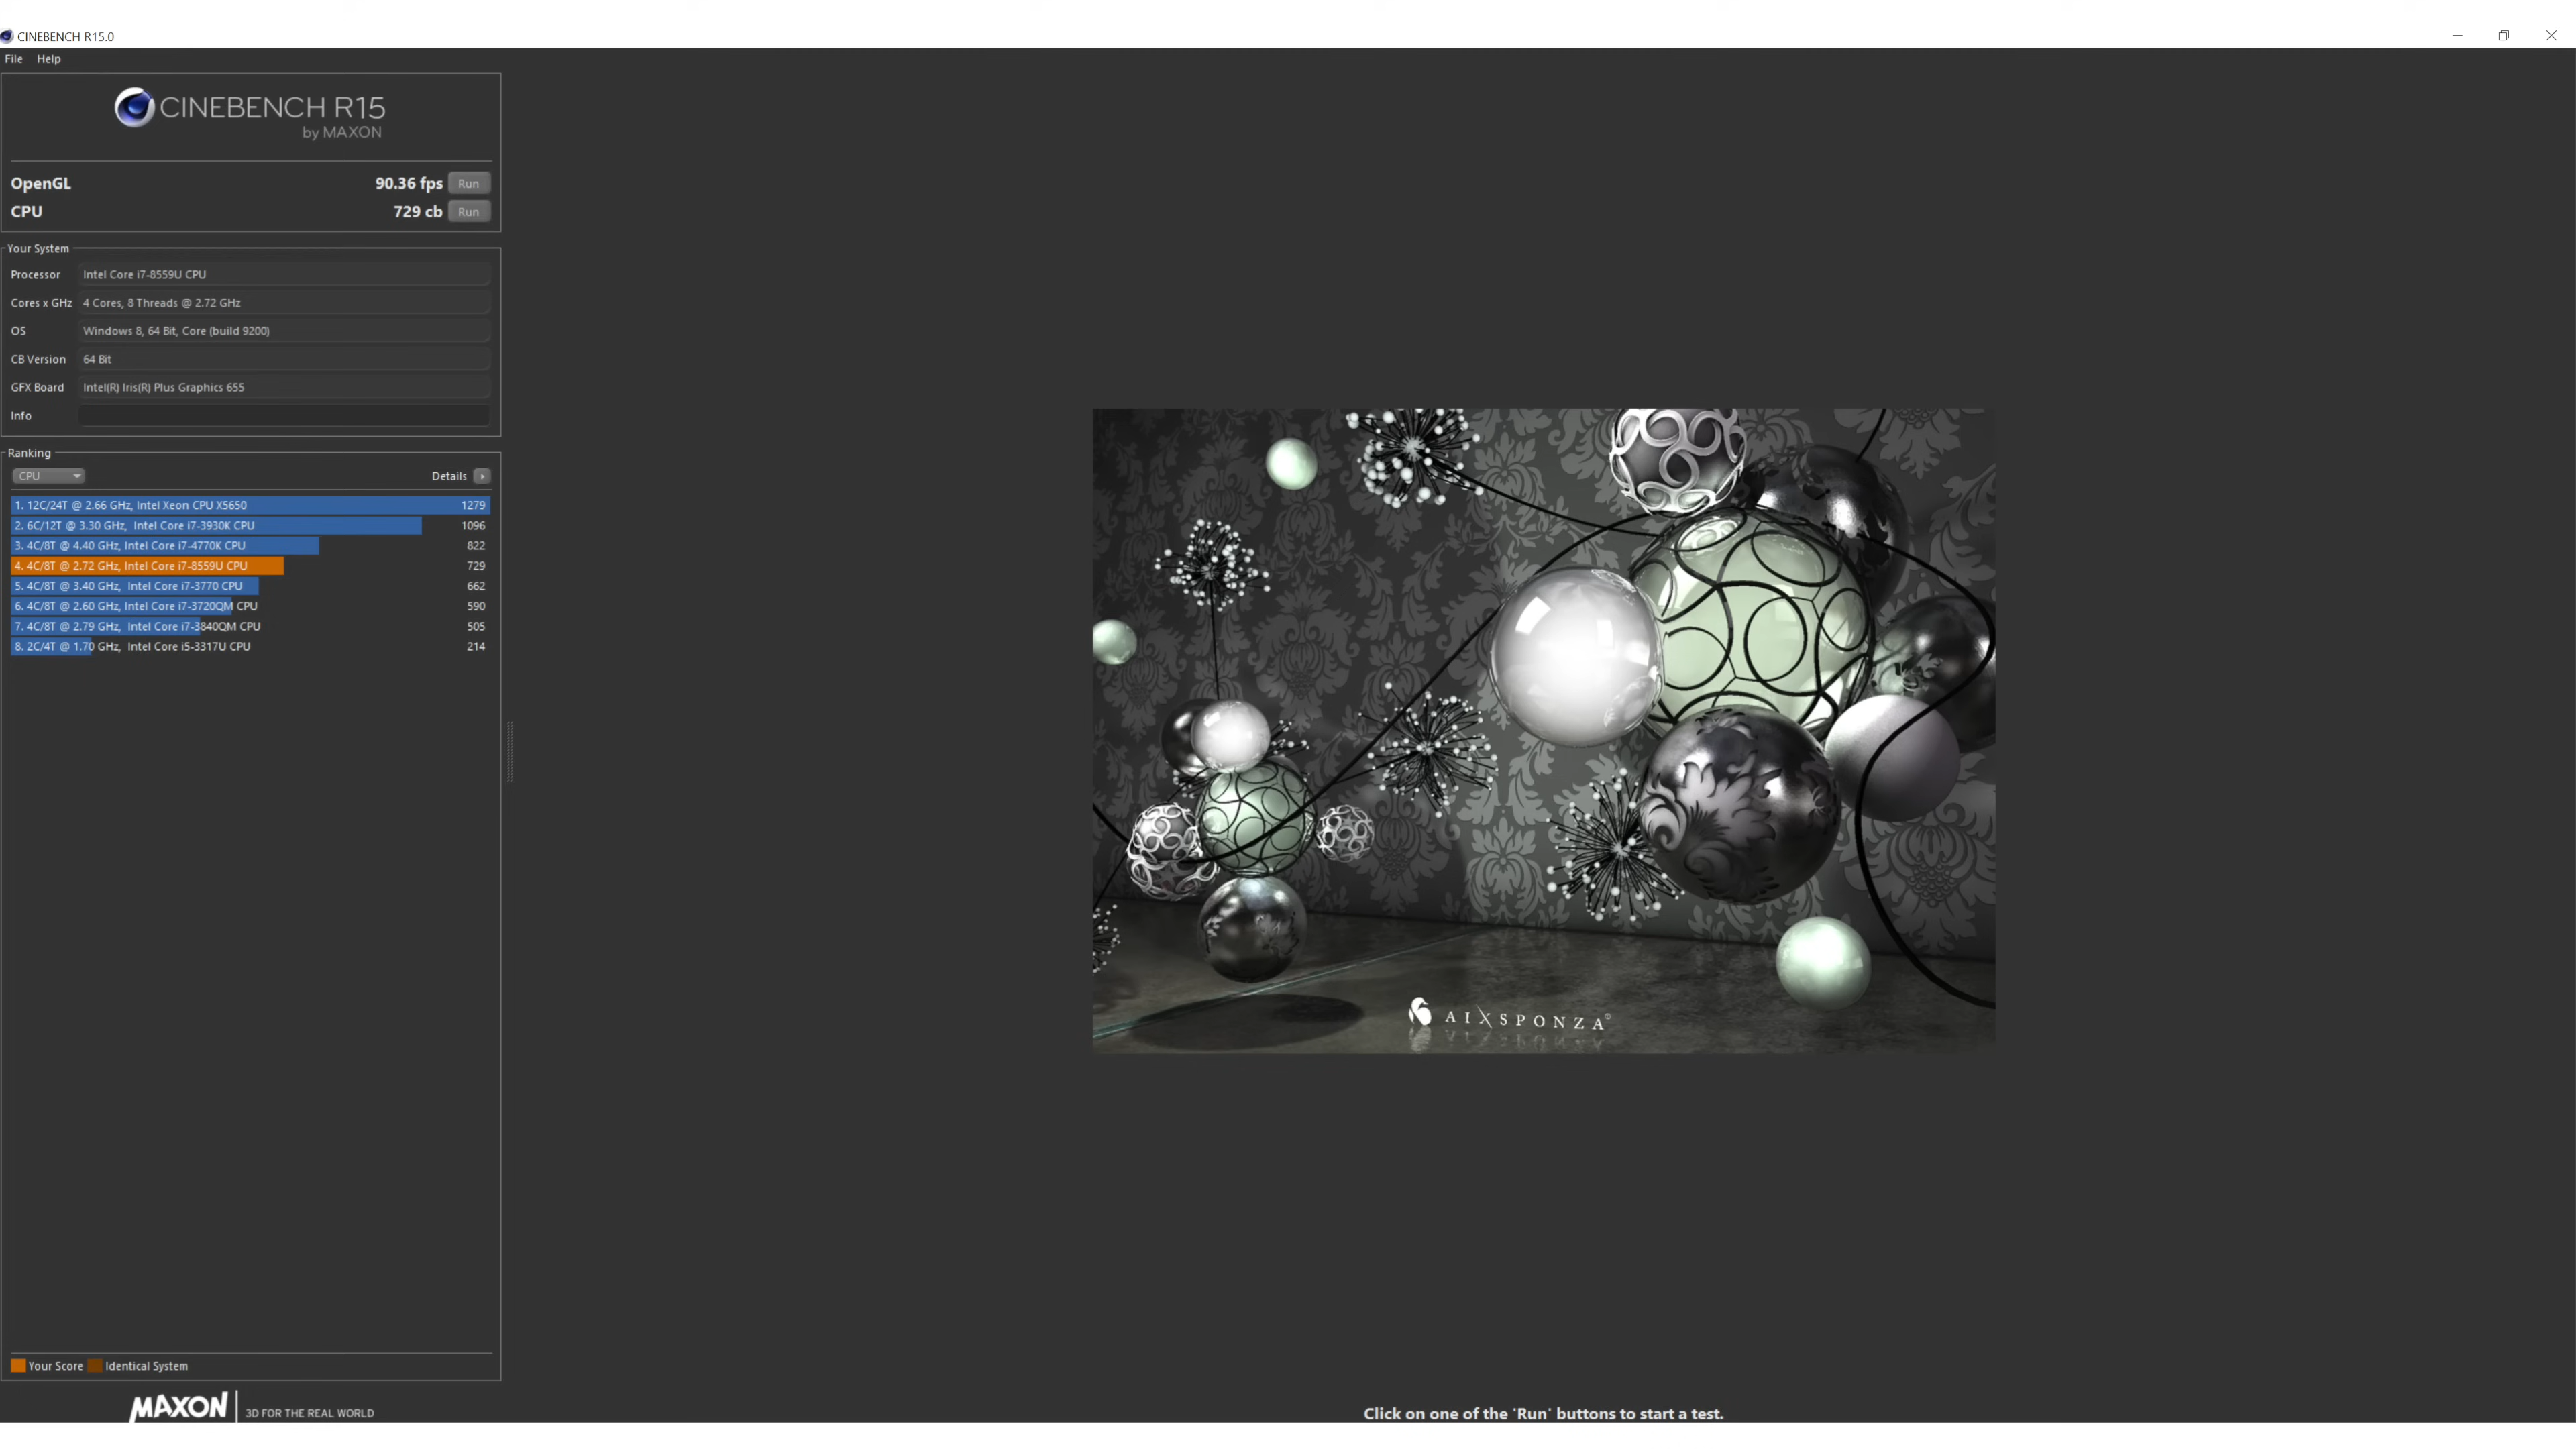 CINEBENCH R15.0
File Help
CINEBENCH R15
by MAXON
OpenGL 90.36 fps Run
CPU 729 cb Run
Your System
Processor Intel Core i7-8559U CPU
Cores x GHz 4 Cores, 8 Threads @ 2.72 GHz
OS Windows 8, 64 Bit, Core (build 9200)
CB Version 64 Bit
GFX Board Intel(R) Iris(R) Plus Graphics 655
Info
Ranking
CPU Details
1. 12C/24T @ 2.66 GHz, Intel Xeon CPU X5650 1279
2. 6C/12T @ 3.30 GHz, Intel Core i7-3930K CPU 1096
3. 4C/8T @ 4.40 GHz, Intel Core i7-4770K CPU 822
4. 4C/8T @ 2.72 GHz, Intel Core i7-8559U CPU 729
5. 4C/8T @ 3.40 GHz, Intel Core i7-3770 CPU 662
6. 4C/8T @ 2.60 GHz, Intel Core i7-3720QM CPU 590
7. 4C/8T @ 2.79 GHz, Intel Core i7-3840QM CPU 505
8. 2C/4T @ 1.70 GHz, Intel Core i5-3317U CPU 214
AIXSPONZA©
Your Score Identical System
MAXON 3D FOR THE REAL WORLD
Click on one of the 'Run' buttons to start a test.